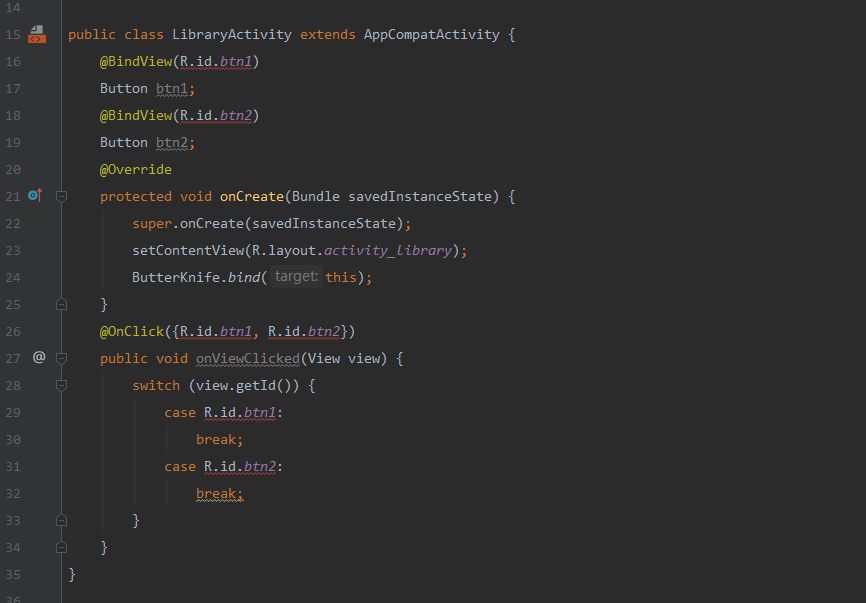 14
15 public class LibraryActivity extends AppCompatActivity {
16 @BindView(R.id.btn1)
17 Button btn1;
18 @BindView(R.id.btn2)
19 Button btn2;
20 @Override
21 protected void onCreate(Bundle savedInstanceState) {
22 super.onCreate(savedInstanceState);
23 setContentView(R.layout.activity_library);
24 ButterKnife.bind( target: this);
25 }
26 @OnClick({R.id.btn1, R.id.btn2})
27 @ public void onViewClicked(View view) {
28 switch (view.getId()) {
29 case R.id.btn1:
30 break;
31 case R.id.btn2:
32 break;
33 }
34 }
35 }
36